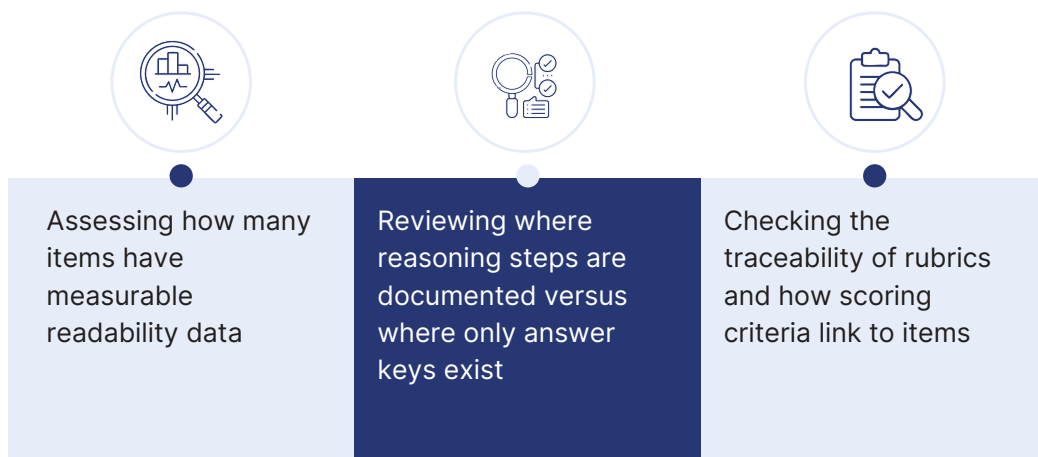 Assessing how many
items have
measurable
readability data
Reviewing where
reasoning steps are
documented versus
where only answer
keys exist
Checking the
traceability of rubrics
and how scoring
criteria link to items